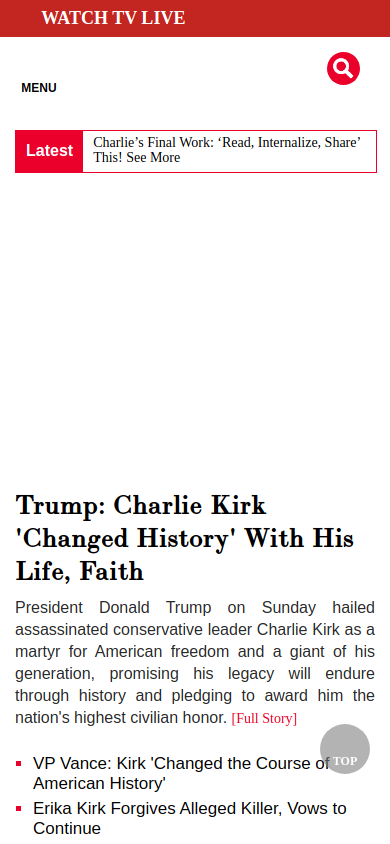 WATCH TV LIVE
MENU
Latest
Charlie’s Final Work: ‘Read, Internalize, Share’
This! See More
Trump: Charlie Kirk
'Changed History' With His
Life, Faith
President Donald Trump on Sunday hailed
assassinated conservative leader Charlie Kirk as a
martyr for American freedom and a giant of his
generation, promising his legacy will endure
through history and pledging to award him the
nation's highest civilian honor. [Full Story]
VP Vance: Kirk 'Changed the Course of
American History'
TOP
Erika Kirk Forgives Alleged Killer, Vows to
Continue